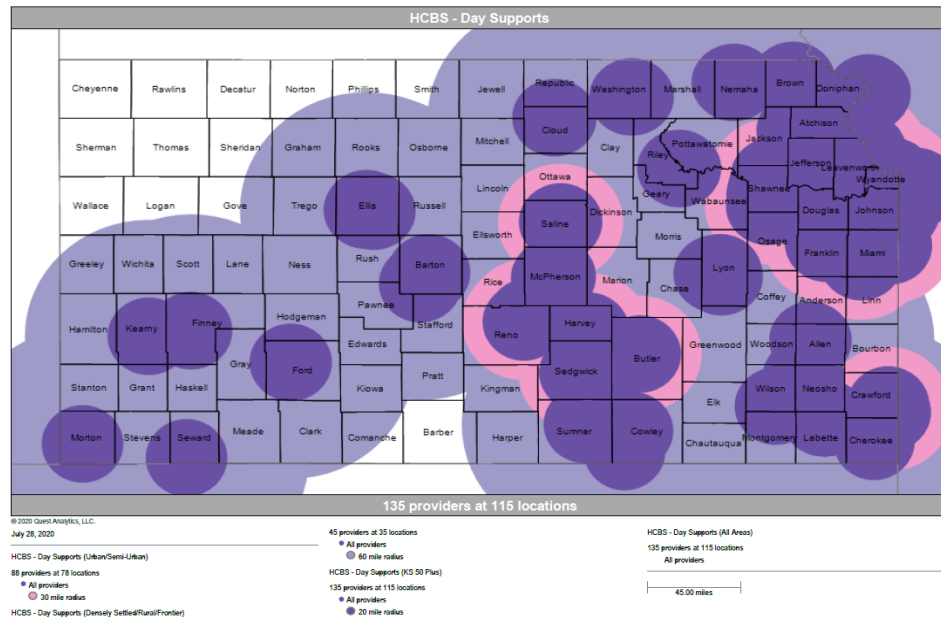 HCBS - Day Supports
Cheyenne Rawlins Decatur Norton Phillips Smith Jewell Republic Washington Marshall Nemaha Brown Doniphan
Cloud Atchison
Sherman Thomas Sheridan Graham Rooks Osborne Mitchell Clay Riley Pottawatomie Jackson
Jefferson Leavenworth
Wyandotte
Ottawa Shawnee
Lincoln Geary Wabaunsee
Wallace Logan Gove Trego Ellis Russell Dickinson Douglas Johnson
Saline
Ellsworth Morris Osage
Greeley Wichita Scott Lane Ness Rush Barton McPherson Marion Lyon Franklin Miami
Rice Chase
Pawnee Coffey Anderson Linn
Hamilton Kearny Finney Hodgeman Stafford Reno Harvey
Edwards Greenwood Woodson Allen Bourbon
Gray Butler
Ford Sedgwick
Stanton Grant Haskell Kiowa Pratt Kingman Wilson Neosho Crawford
Elk
Morton Stevens Seward Meade Clark Comanche Barber Harper Sumner Cowley Chautauqua Montgomery Labette Cherokee
135 providers at 115 locations
© 2020 Quest Analytics, LLC.
July 28, 2020
HCBS - Day Supports (Urban/Semi-Urban)
88 providers at 78 locations
All providers
30 mile radius
HCBS - Day Supports (Densely Settled/Rural/Frontier)
45 providers at 35 locations
All providers
60 mile radius
HCBS - Day Supports (KS 50 Plus)
135 providers at 115 locations
All providers
20 mile radius
HCBS - Day Supports (All Areas)
135 providers at 115 locations
All providers
45.00 miles